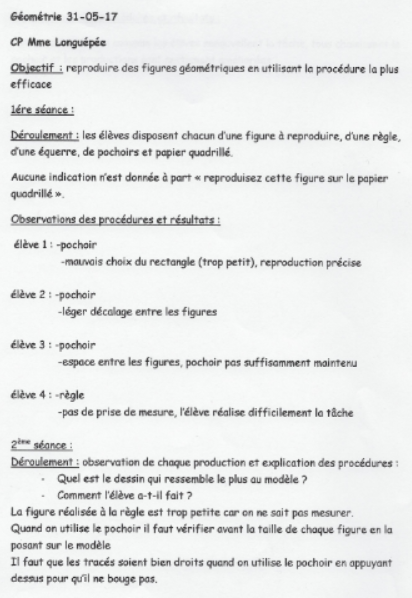 Géométrie 31-05-17
CP Mme Longuépée
Objectif : reproduire des figures géométriques en utilisant la procédure la plus
efficace
1ére séance :
Déroulement : les élèves disposent chacun d'une figure à reproduire, d'une règle,
d'une équerre, de pochoirs et papier quadrillé.
Aucune indication n'est donnée à part « reproduisez cette figure sur le papier
quadrillé ».
Observations des procédures et résultats :
élève 1 : -pochoir
-mauvais choix du rectangle (trop petit), reproduction précise
élève 2 : -pochoir
-léger décalage entre les figures
élève 3 : -pochoir
-espace entre les figures, pochoir pas suffisamment maintenu
élève 4 : -règle
-pas de prise de mesure, l'élève réalise difficilement la tâche
2ème séance :
Déroulement : observation de chaque production et explication des procédures :
- Quel est le dessin qui ressemble le plus au modèle ?
- Comment l'élève a-t-il fait ?
La figure réalisée à la règle est trop petite car on ne sait pas mesurer.
Quand on utilise le pochoir il faut vérifier avant la taille de chaque figure en la
posant sur le modèle
Il faut que les tracés soient bien droits quand on utilise le pochoir en appuyant
dessus pour qu'il ne bouge pas.